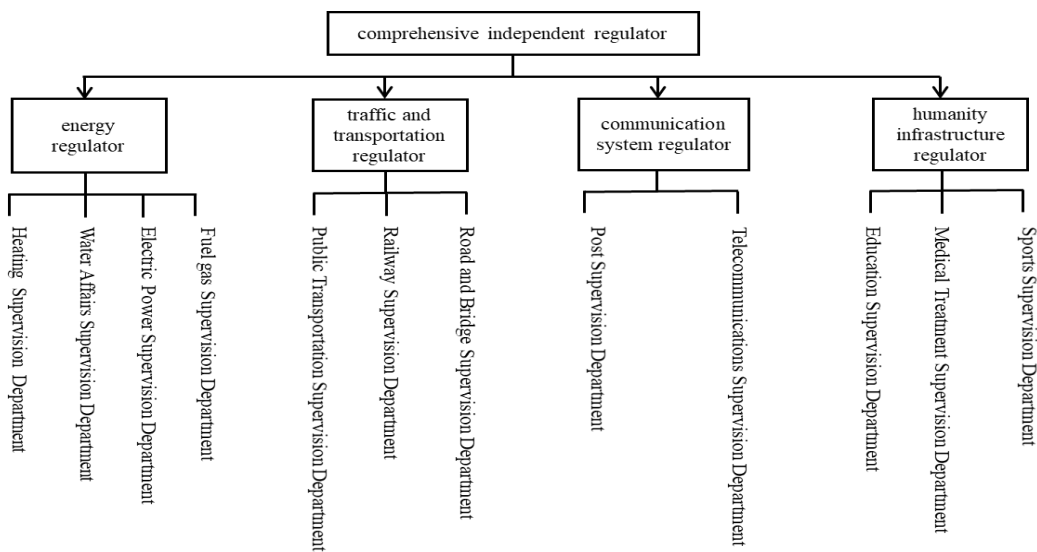 comprehensive independent regulator
energy
regulator
traffic and
transportation
regulator
communication
system regulator
humanity
infrastructure
regulator
Heating Supervision Department
Water Affairs Supervision Department
Electric Power Supervision Department
Fuel gas Supervision Department
Public Transportation Supervision Department
Railway Supervision Department
Road and Bridge Supervision Department
Post Supervision Department
Telecommunications Supervision Department
Education Supervision Department
Medical Treatment Supervision Department
Sports Supervision Department